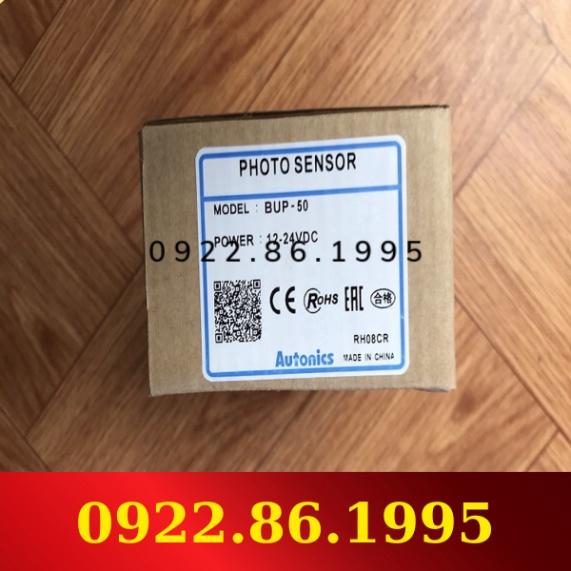 PHOTO SENSOR
MODEL : BUP-50
POWER : 12-24VDC
0922.86.1995
CE RoHS EAC 合格
RH08CR
Autonics MADE IN CHINA
0922.86.1995